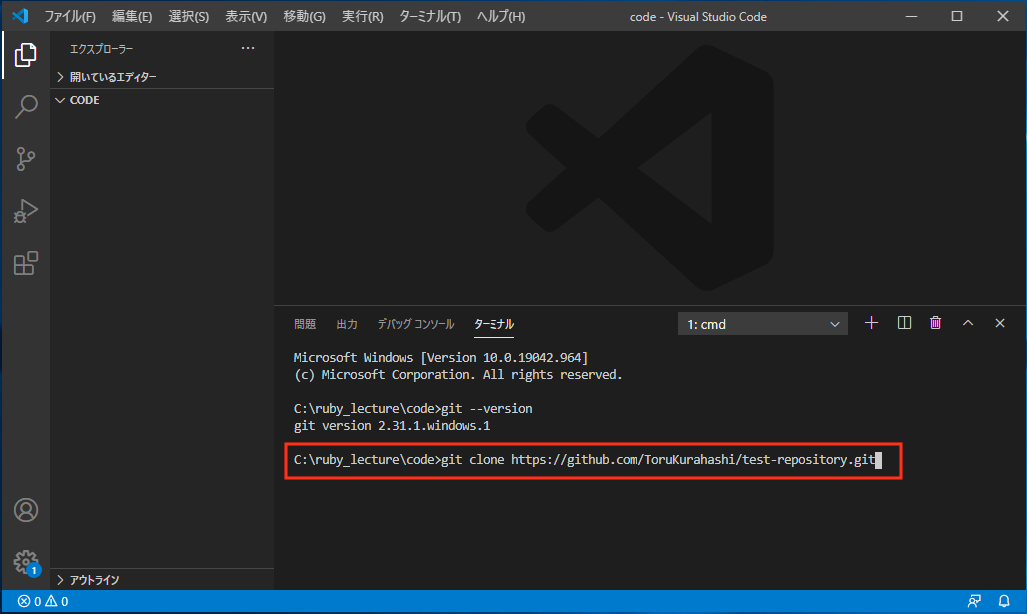 ファイル(F) 編集(E) 選択(S) 表示(V) 移動(G) 実行(R) ターミナル(T) ヘルプ(H) code - Visual Studio Code
エクスプローラー ···
開いているエディター
CODE
問題 出力 デバッグ コンソール ターミナル 1: cmd
Microsoft Windows [Version 10.0.19042.964]
(c) Microsoft Corporation. All rights reserved.
C:\ruby_lecture\code>git --version
git version 2.31.1.windows.1
C:\ruby_lecture\code>git clone https://github.com/ToruKurahashi/test-repository.git
1
アウトライン
0 0